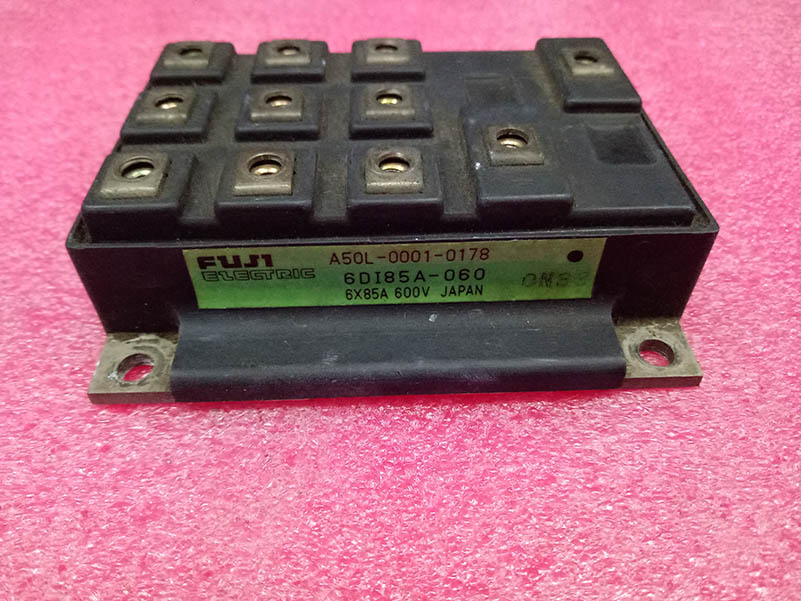 FUJI A50L-0001-0178
ELECTRIC 6DI85A-060
6X85A 600V JAPAN